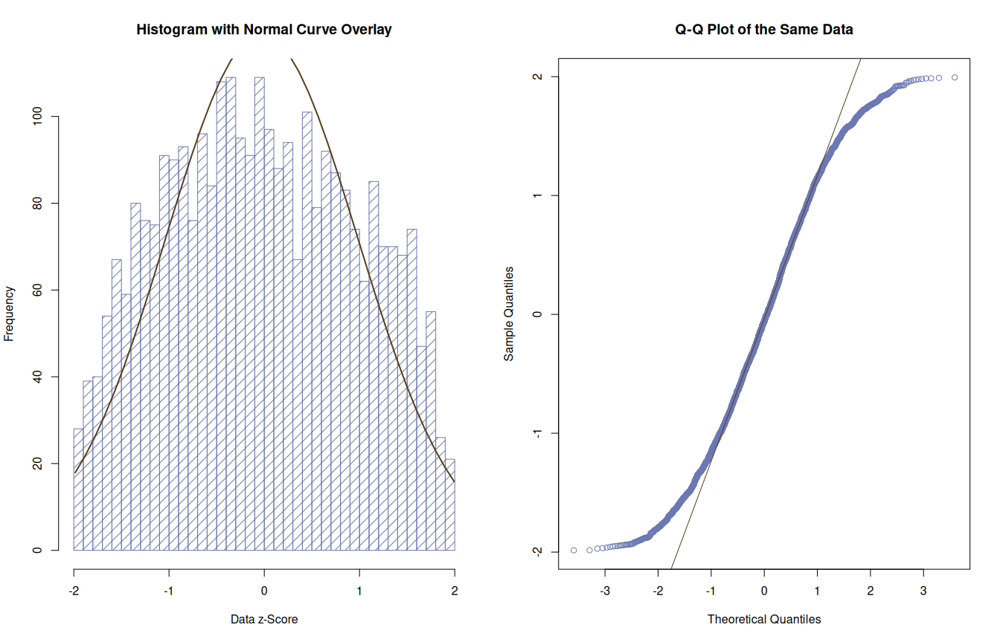 Histogram with Normal Curve Overlay
Frequency
100
80
60
40
20
0
-2 -1 0 1 2
Data z-Score
Q-Q Plot of the Same Data
Sample Quantiles
2
1
0
-1
-2
-3 -2 -1 0 1 2 3
Theoretical Quantiles